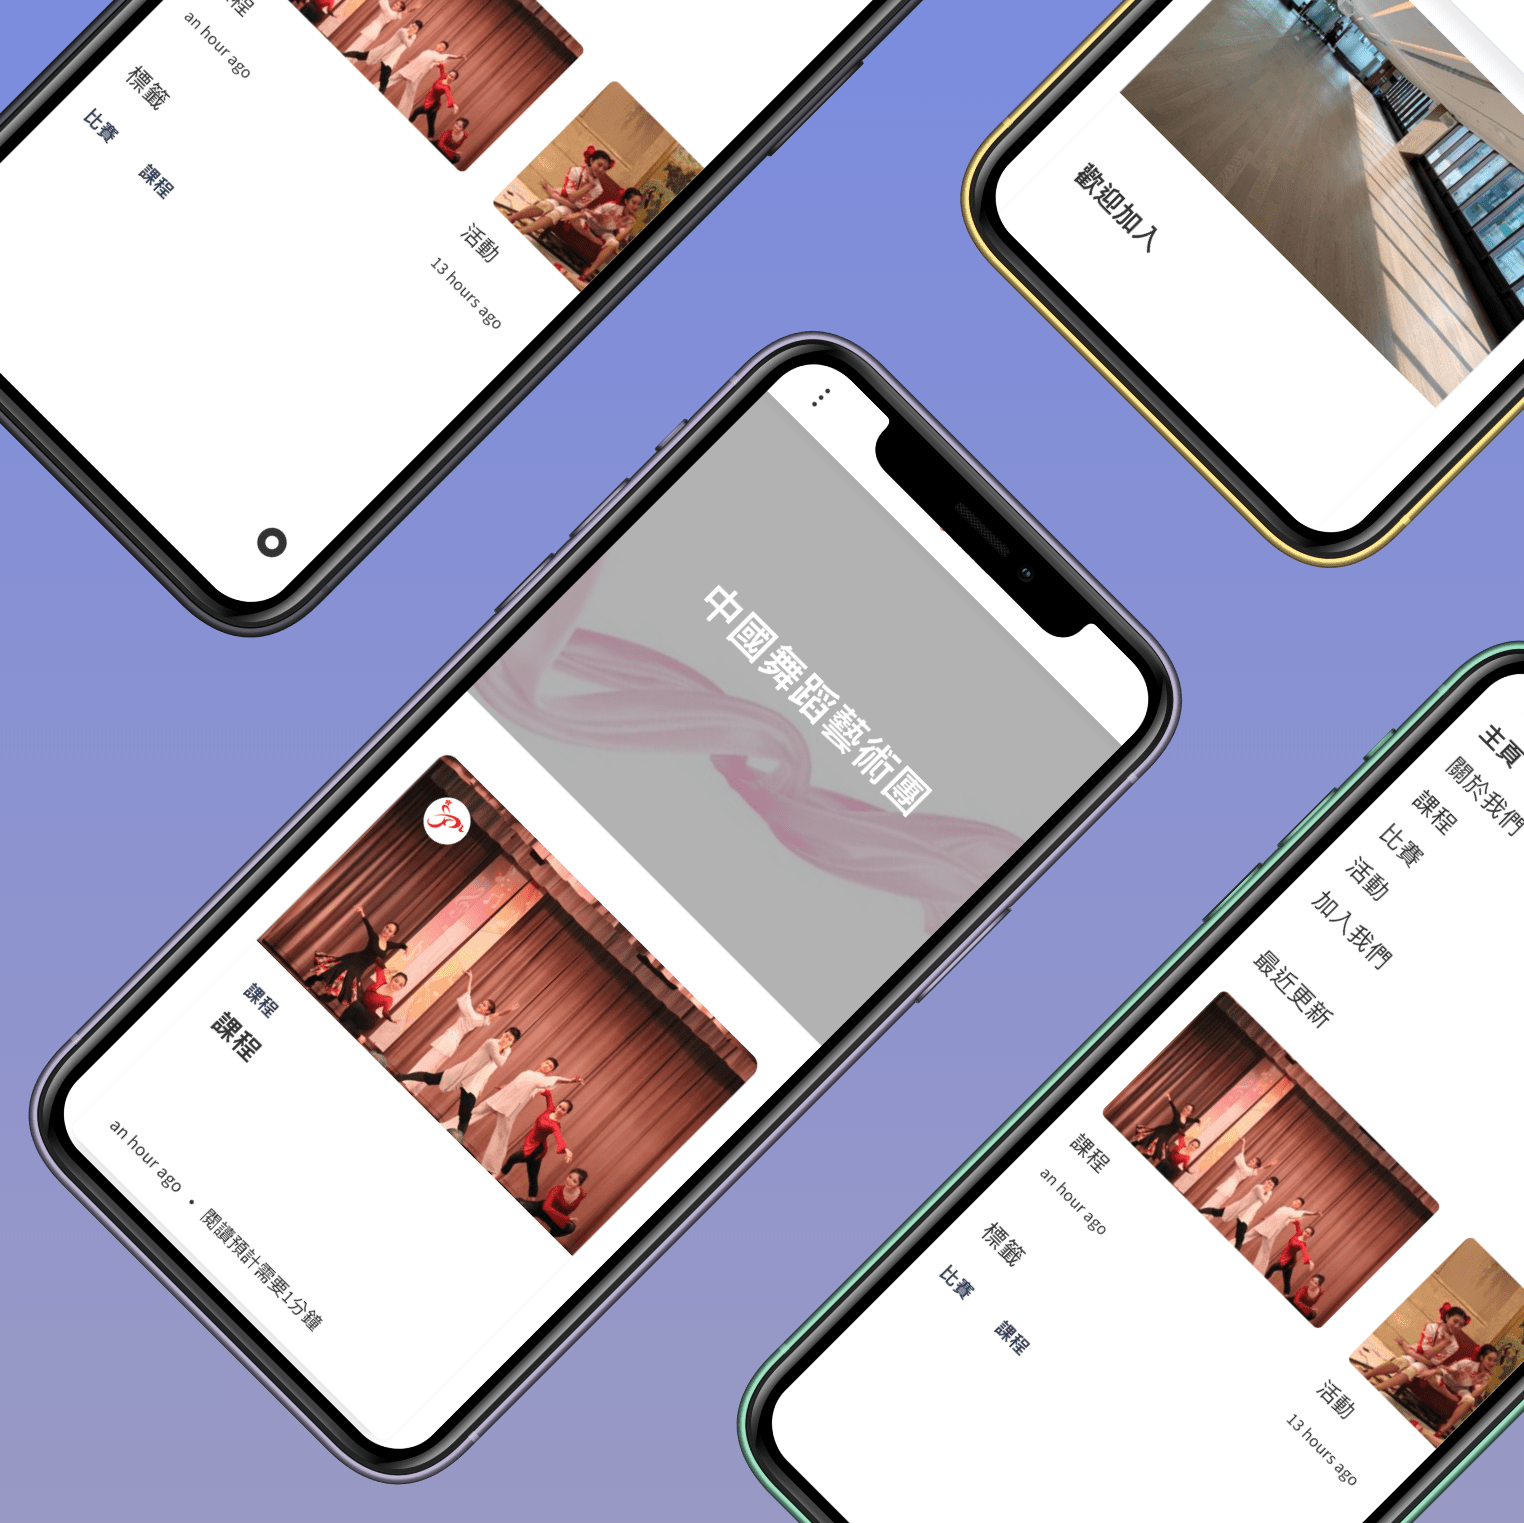 課程
an hour ago
標籤
比賽
課程
活動
13 hours ago
歡迎加入
中國舞蹈藝術團
課程
課程
an hour ago • 閱讀預計需要1分鐘
主頁
關於我們
課程
比賽
活動
加入我們
最近更新
課程
an hour ago
標籤
比賽
課程
活動
13 hours ago